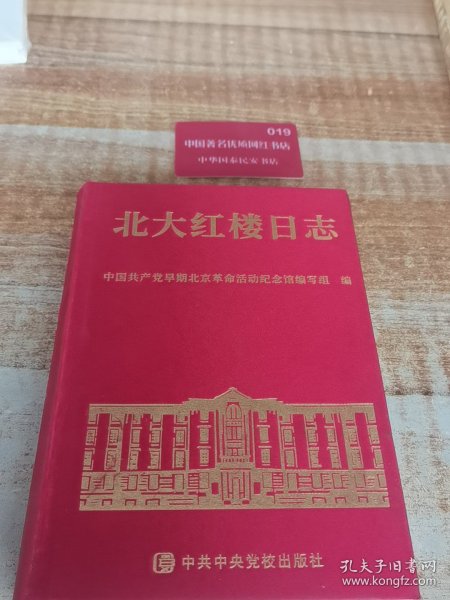 019
中国著名优质网红书店
中华国泰民安书店
北大红楼日志
中国共产党早期北京革命活动纪念馆编写组 编
中共中央党校出版社
孔夫子旧书网
www.kongfz.com